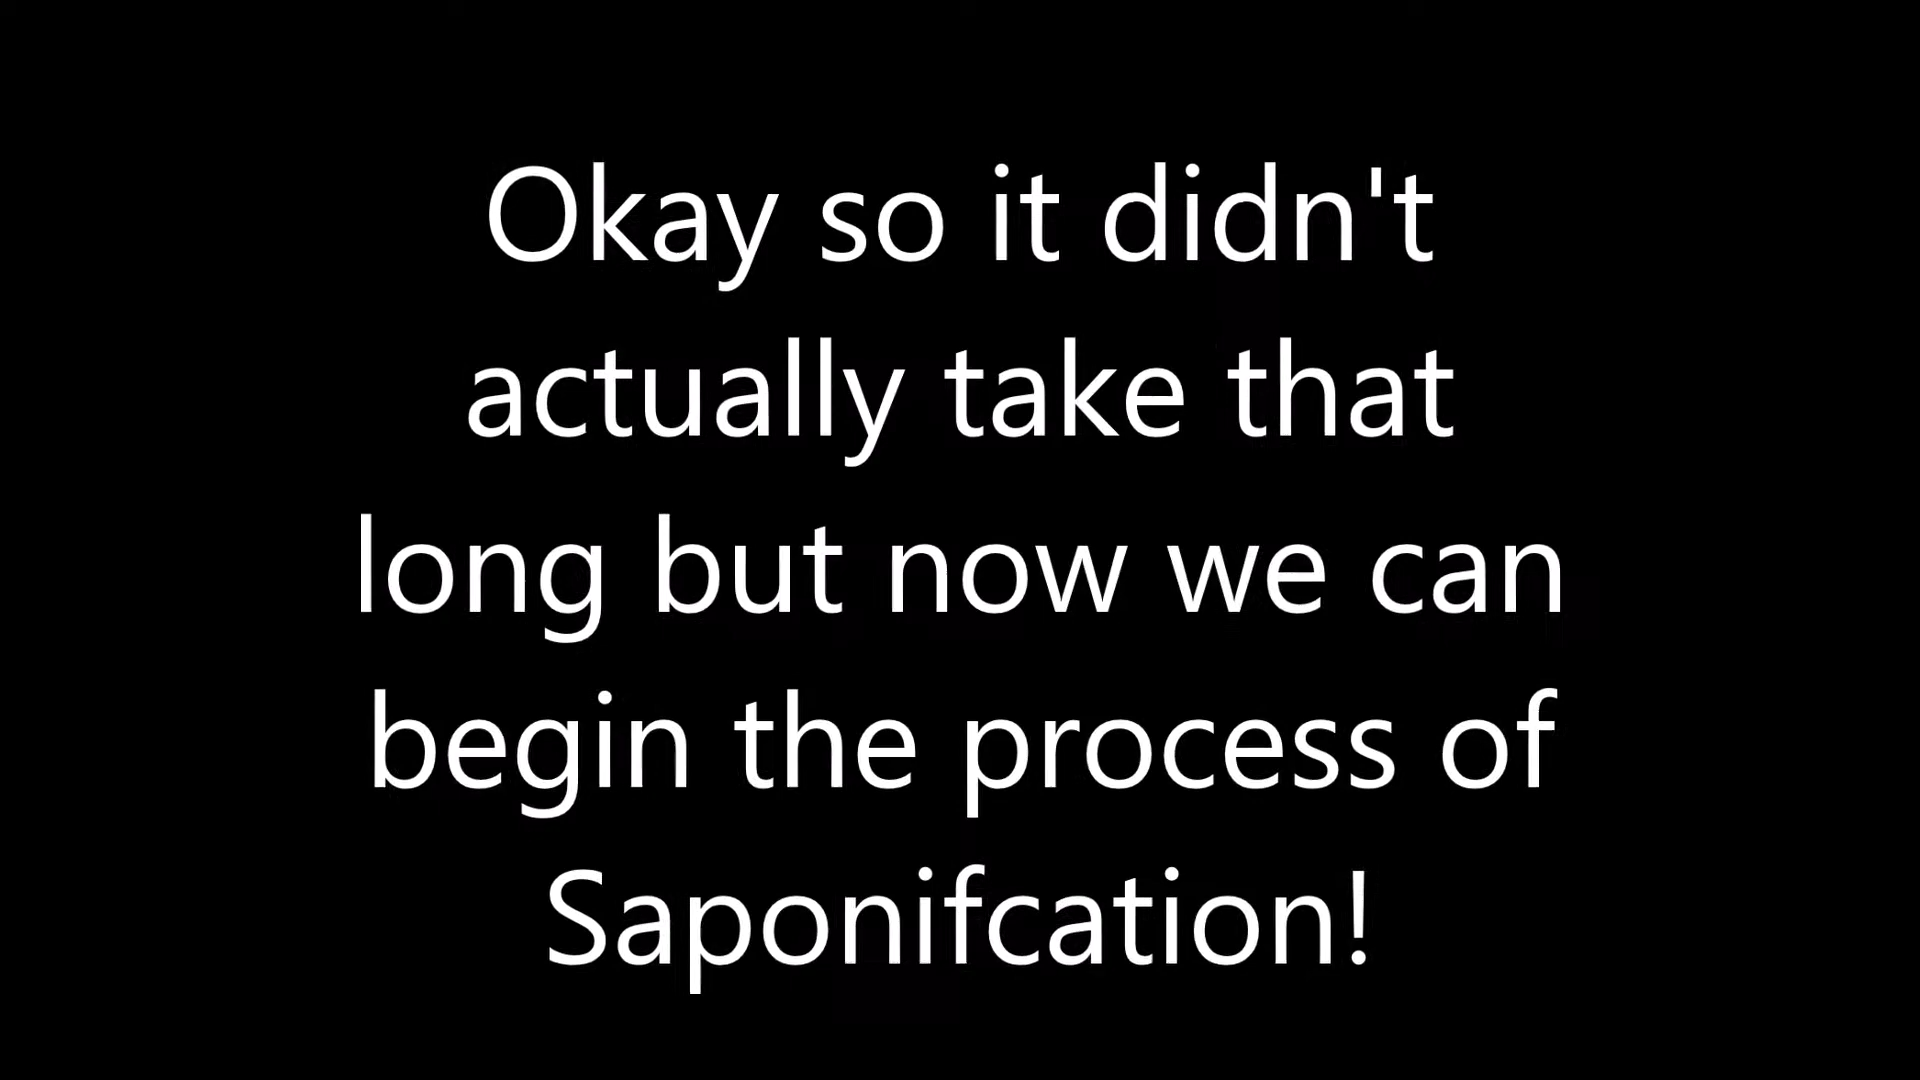 Okay so it didn't
actually take that
long but now we can
begin the process of
Saponifcation!